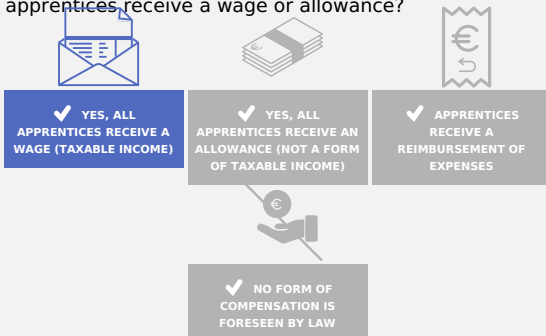 apprentices receive a wage or allowance?
✔ YES, ALL
APPRENTICES RECEIVE A
WAGE (TAXABLE INCOME)
✔ YES, ALL
APPRENTICES RECEIVE AN
ALLOWANCE (NOT A FORM
OF TAXABLE INCOME)
✔ APPRENTICES
RECEIVE A
REIMBURSEMENT OF
EXPENSES
✔ NO FORM OF
COMPENSATION IS
FORESEEN BY LAW